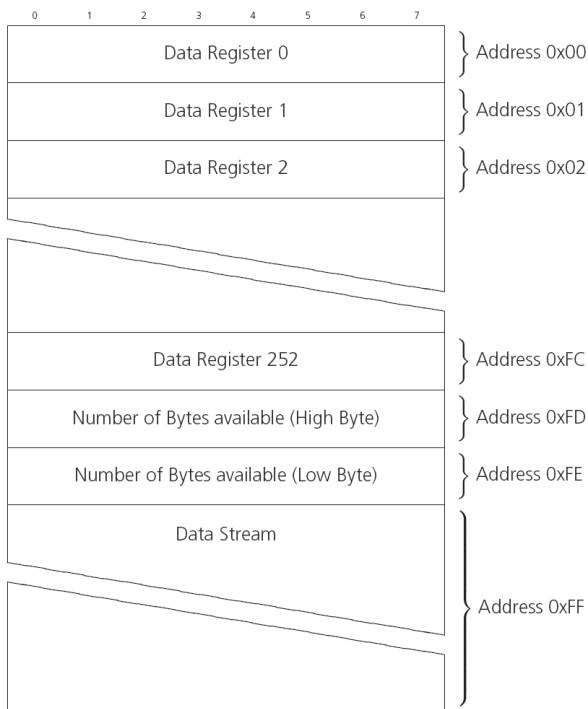 0 1 2 3 4 5 6 7
Data Register 0 Address 0x00
Data Register 1 Address 0x01
Data Register 2 Address 0x02
Data Register 252 Address 0xFC
Number of Bytes available (High Byte) Address 0xFD
Number of Bytes available (Low Byte) Address 0xFE
Data Stream
Address 0xFF